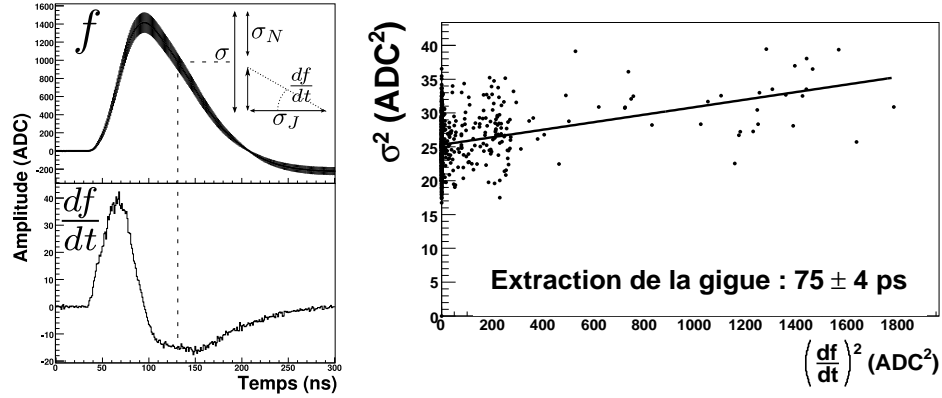 f
σ
σ_N
df/dt
σ_J
Amplitude (ADC)
1600
1400
1200
1000
800
600
400
200
0
-200
df/dt
40
30
20
10
0
-10
-20
0 50 100 150 200 250 300
Temps (ns)
σ² (ADC²)
40
35
30
25
20
15
10
5
0
Extraction de la gigue : 75 ± 4 ps
0 200 400 600 800 1000 1200 1400 1600 1800
(df/dt)² (ADC²)